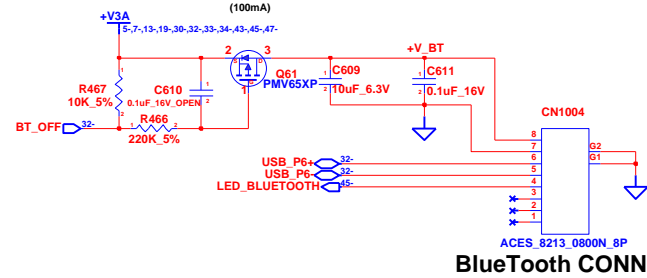 (100mA)
+V3A
5-,7-,13-,19-,30-,32-,33-,34-,43-,45-,47-
2 3
+V_BT
Q61
PMV65XP
1
S D
1
R467
10K_5%
2
1
C610
0.1uF_16V_OPEN
2
1
C609
10uF_6.3V
2
1
C611
0.1uF_16V
2
CN1004
BT_OFF 32-
R466
1 2
220K_5%
8
7
USB_P6+ 32- 6
USB_P6- 32- 5
LED_BLUETOOTH 45- 4
3
2
1
G2
G1
ACES_8213_0800N_8P
BlueTooth CONN